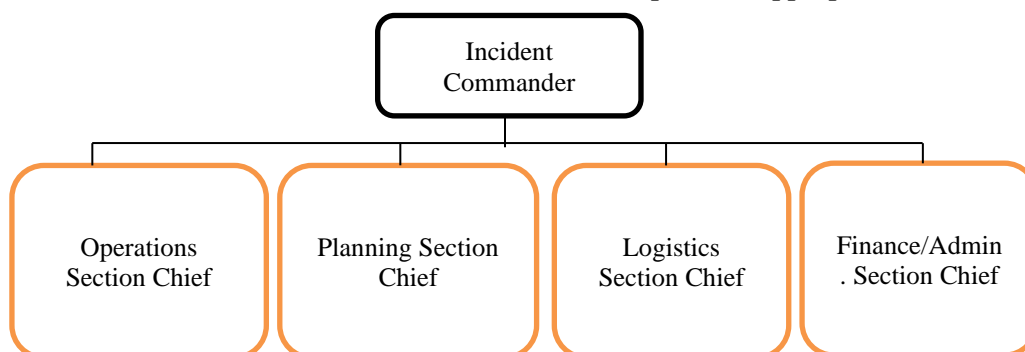 Incident
Commander
Operations
Section Chief
Planning Section
Chief
Logistics
Section Chief
Finance/Admin
. Section Chief